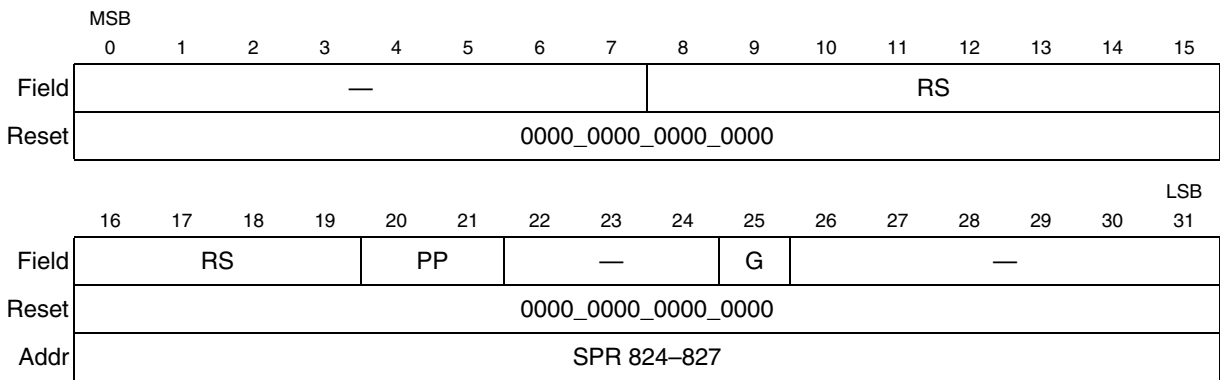 MSB
0 1 2 3 4 5 6 7 8 9 10 11 12 13 14 15
Field — RS
Reset 0000_0000_0000_0000
LSB
16 17 18 19 20 21 22 23 24 25 26 27 28 29 30 31
Field RS PP — G —
Reset 0000_0000_0000_0000
Addr SPR 824–827